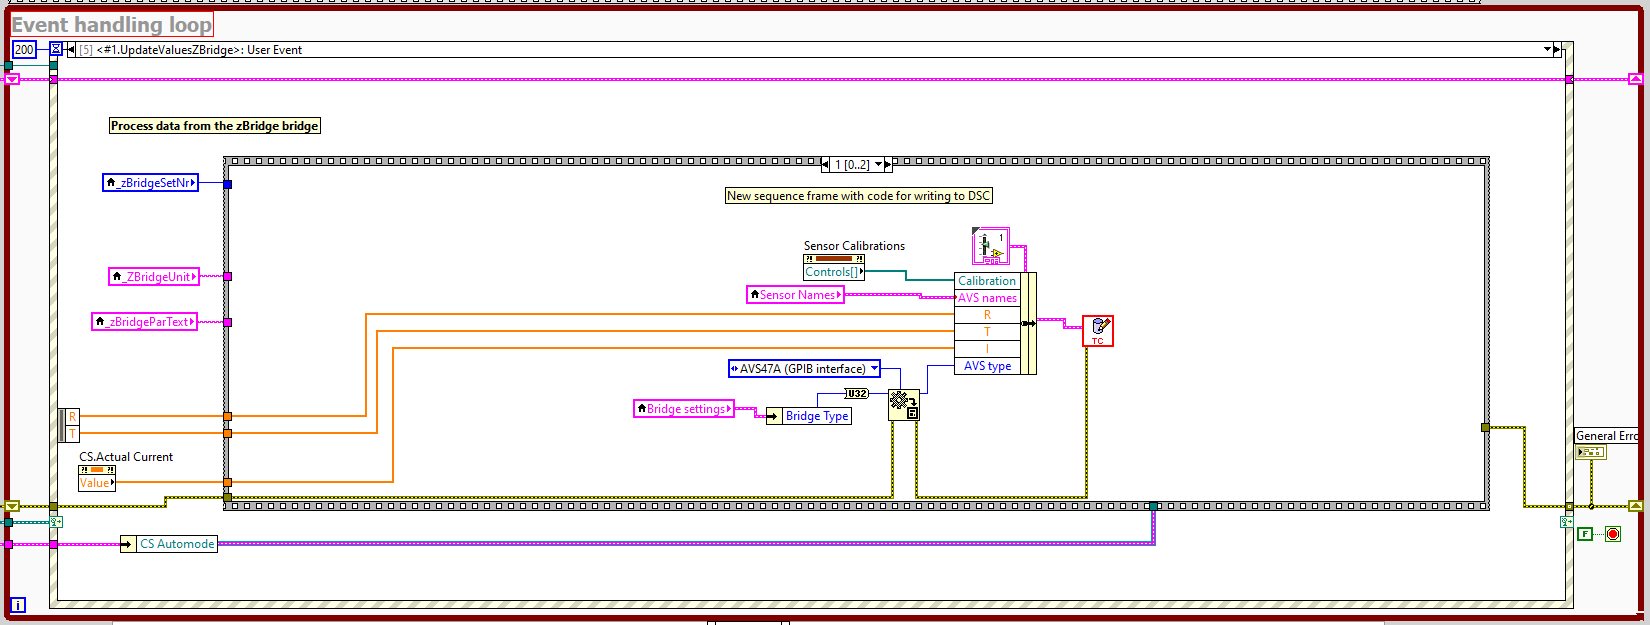 Event handling loop
200
[5] <#1.UpdateValuesZBridge>: User Event
Process data from the zBridge bridge
1 [0..2]
_zBridgeSetNr
New sequence frame with code for writing to DSC
1
Sensor Calibrations
?! ?!
Controls[]
_ZBridgeUnit
Calibration
Sensor Names
AVS names
R
_zBridgeParText
T
TC
I
AVS47A (GPIB interface)
AVS type
U32
Bridge settings
Bridge Type
R
T
General Erro
CS.Actual Current
?! ?!
Value
F
CS Automode
i